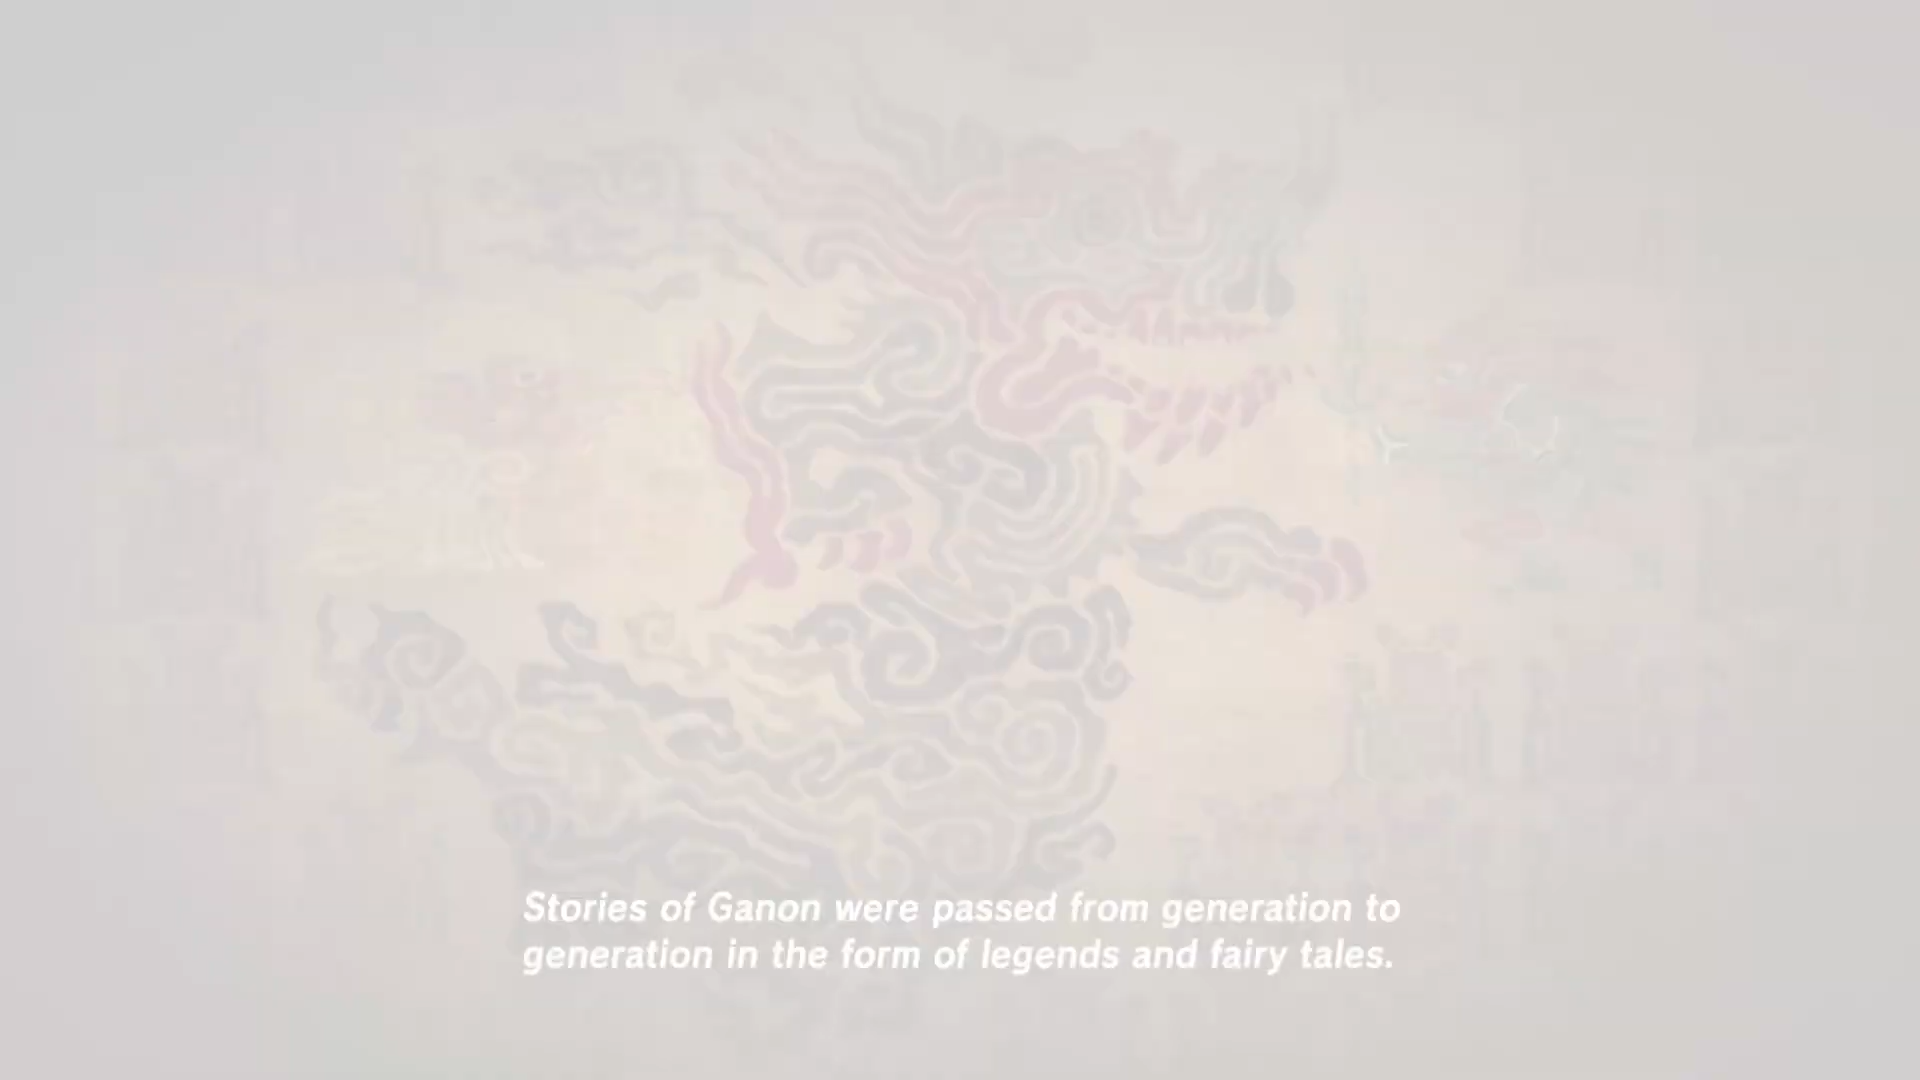 Stories of Ganon were passed from generation to
generation in the form of legends and fairy tales.